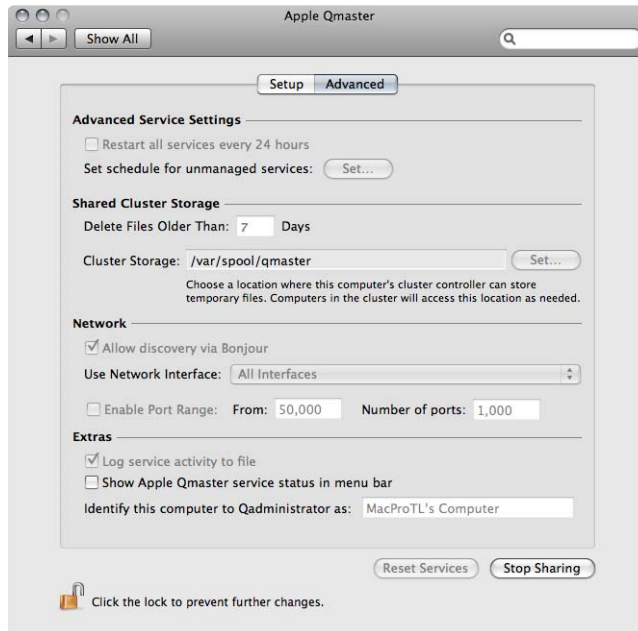 Apple Qmaster
Show All
Setup Advanced
Advanced Service Settings
Restart all services every 24 hours
Set schedule for unmanaged services: Set...
Shared Cluster Storage
Delete Files Older Than: 7 Days
Cluster Storage: /var/spool/qmaster Set...
Choose a location where this computer's cluster controller can store
temporary files. Computers in the cluster will access this location as needed.
Network
Allow discovery via Bonjour
Use Network Interface: All Interfaces
Enable Port Range: From: 50,000 Number of ports: 1,000
Extras
Log service activity to file
Show Apple Qmaster service status in menu bar
Identify this computer to Qadministrator as: MacProTL's Computer
Reset Services Stop Sharing
Click the lock to prevent further changes.